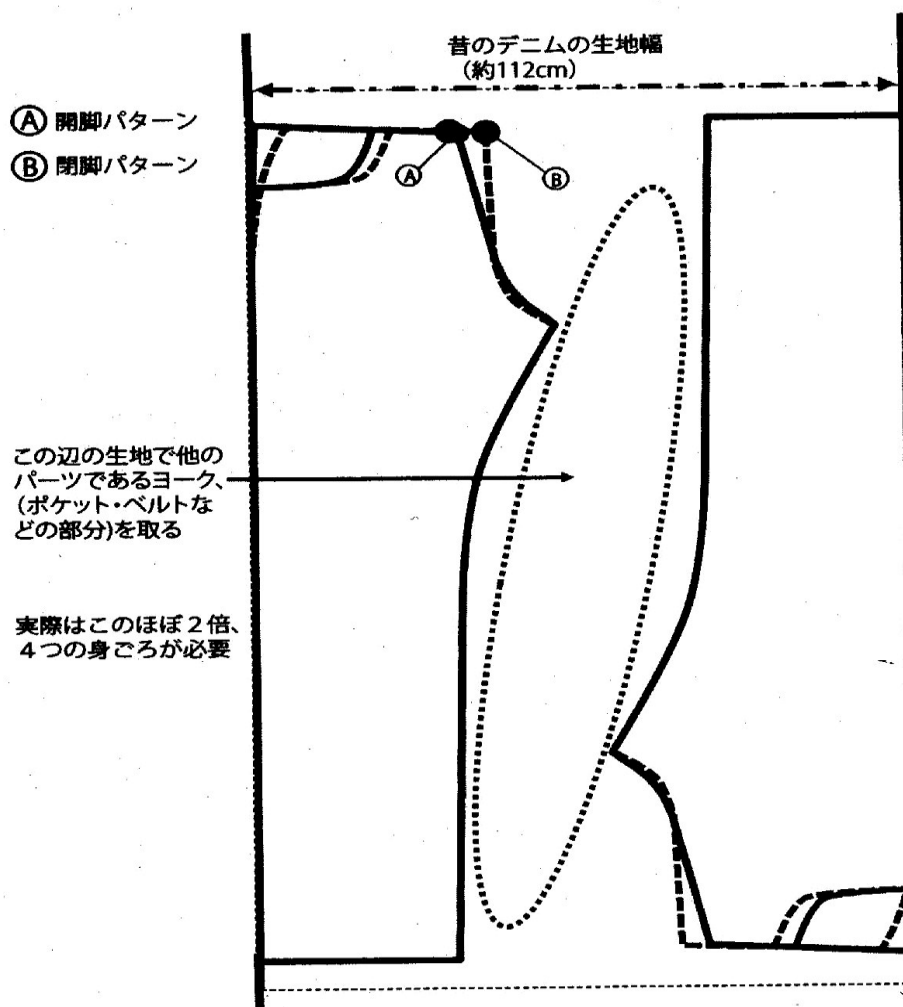 昔のデニムの生地幅
(約112cm)
Ⓐ 開脚パターン
Ⓑ 閉脚パターン
Ⓐ
Ⓑ
この辺の生地で他の
パーツであるヨーク、
(ポケット・ベルトな
どの部分)を取る
実際はこのほぼ2倍、
4つの身ごろが必要